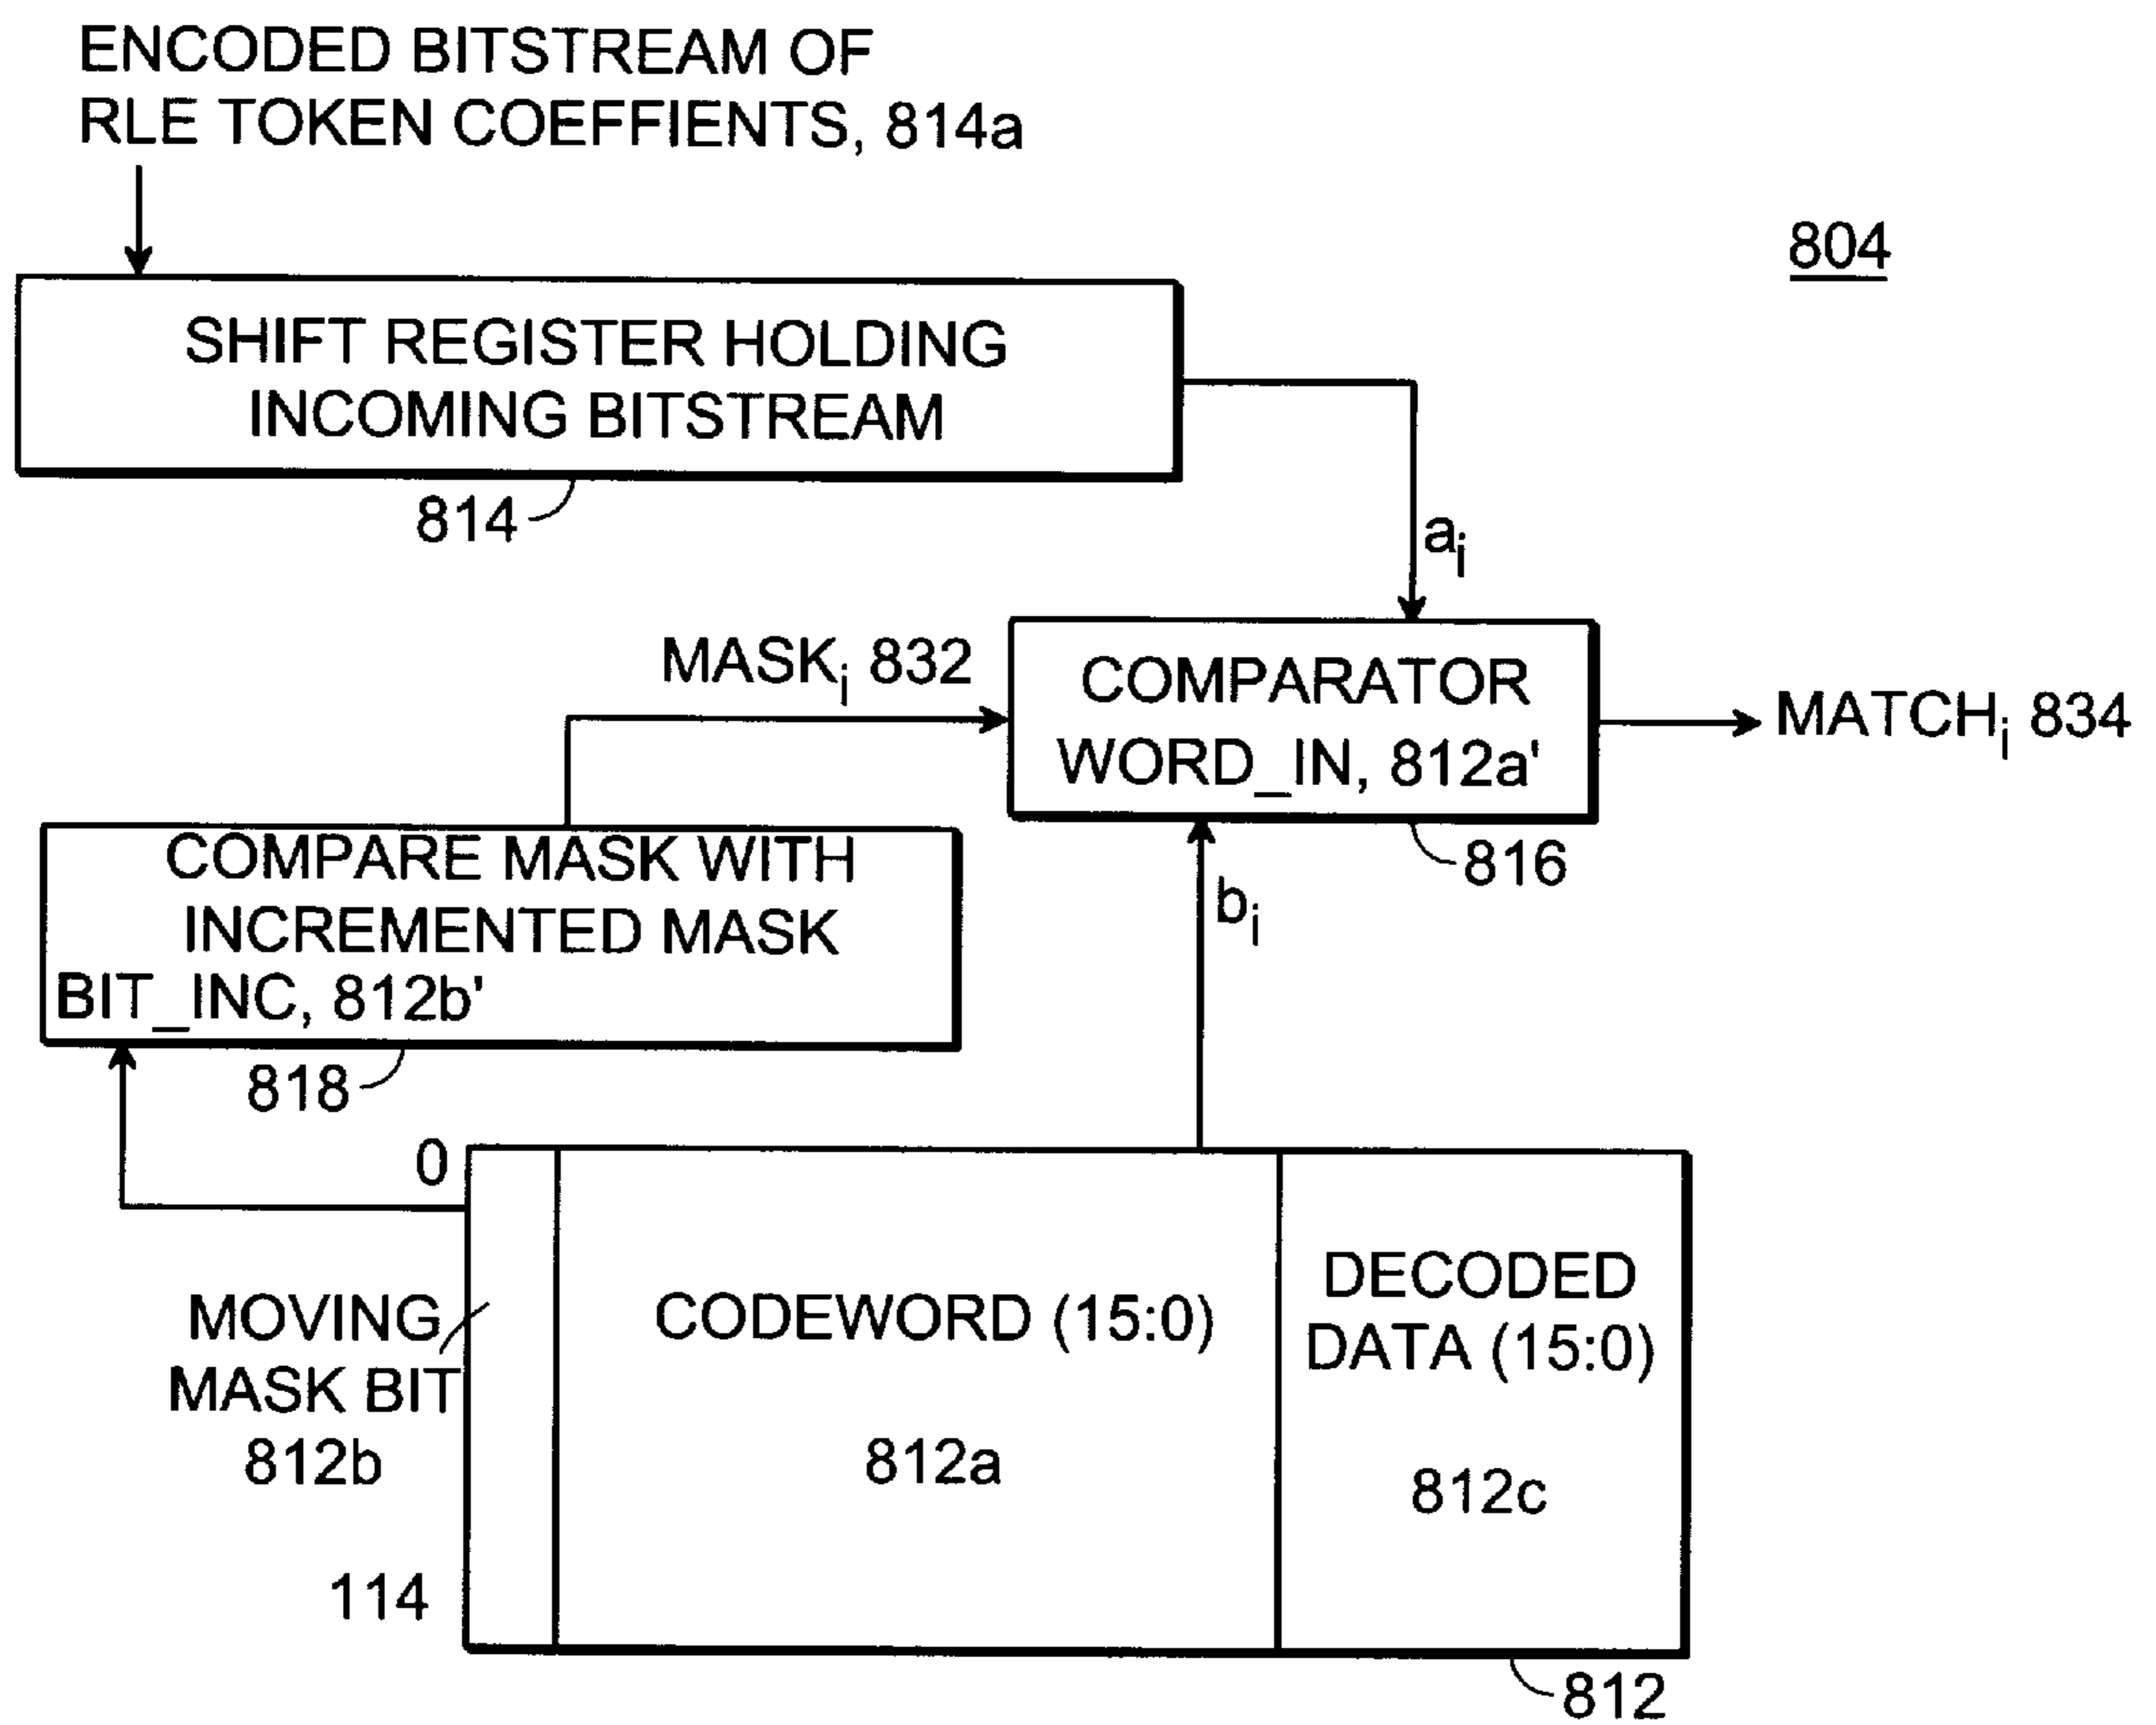 ENCODED BITSTREAM OF
RLE TOKEN COEFFIENTS, 814a
804
SHIFT REGISTER HOLDING
INCOMING BITSTREAM
814
ai
MASKi 832
COMPARATOR
WORD_IN, 812a'
MATCHi 834
816
COMPARE MASK WITH
INCREMENTED MASK
BIT_INC, 812b'
bi
818
0
MOVING
MASK BIT
812b
CODEWORD (15:0)
812a
DECODED
DATA (15:0)
812c
114
812